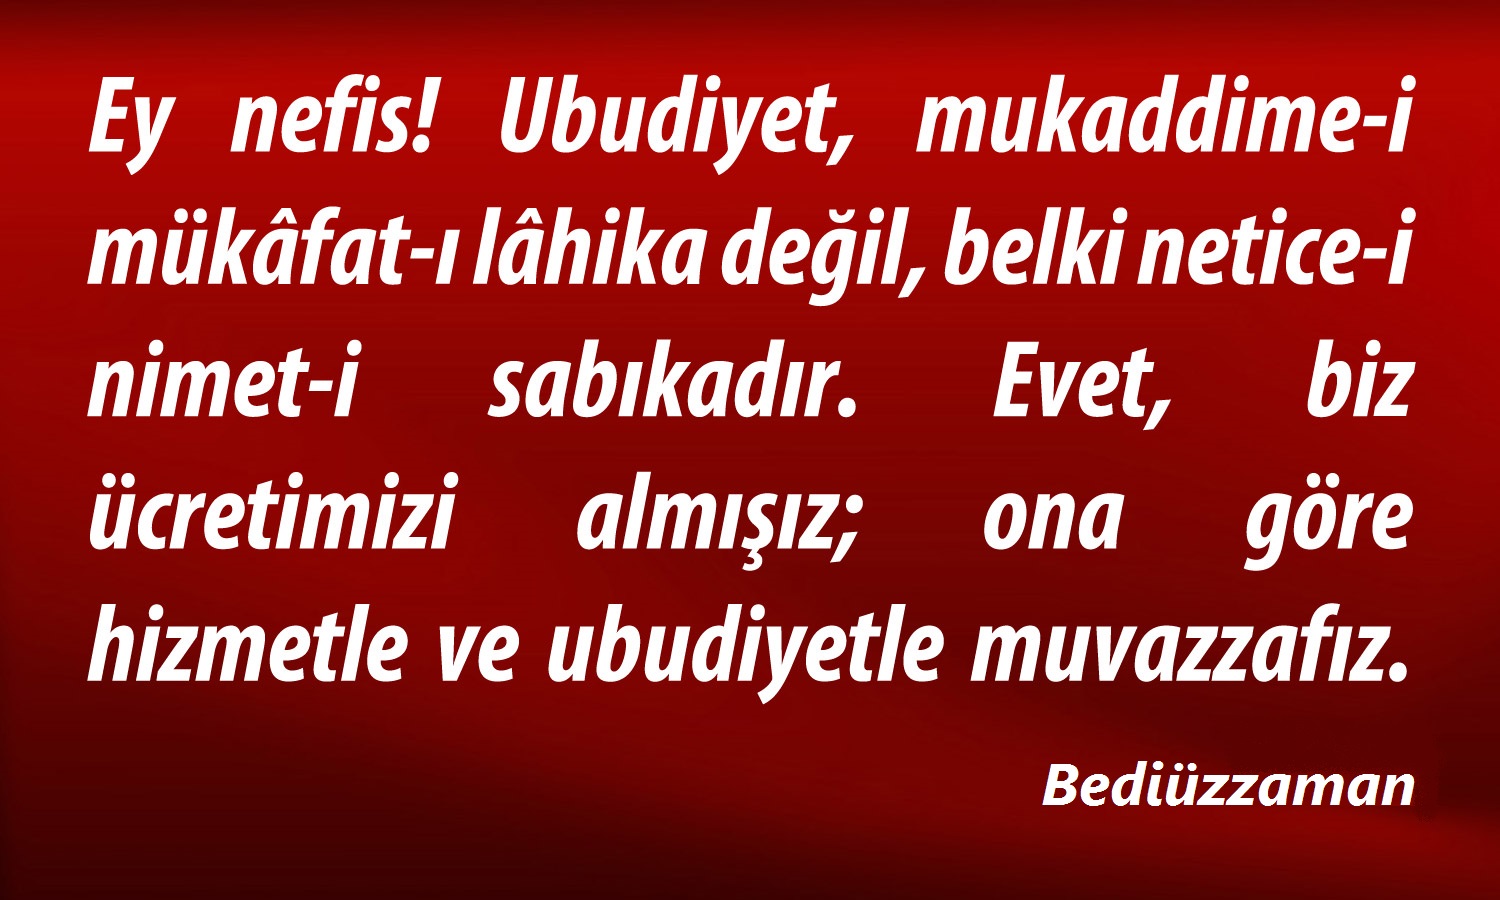 Ey nefis! Ubudiyet, mukaddime-i
mükâfat-ı lâhika değil, belki netice-i
nimet-i sabıkadır. Evet, biz
ücretimizi almışız; ona göre
hizmetle ve ubudiyetle muvazzafız.
Bediüzzaman